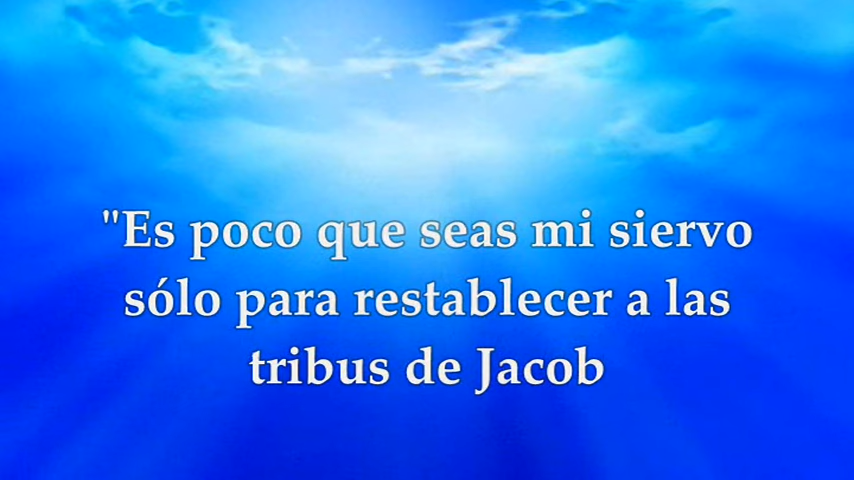 "Es poco que seas mi siervo
sólo para restablecer a las
tribus de Jacob